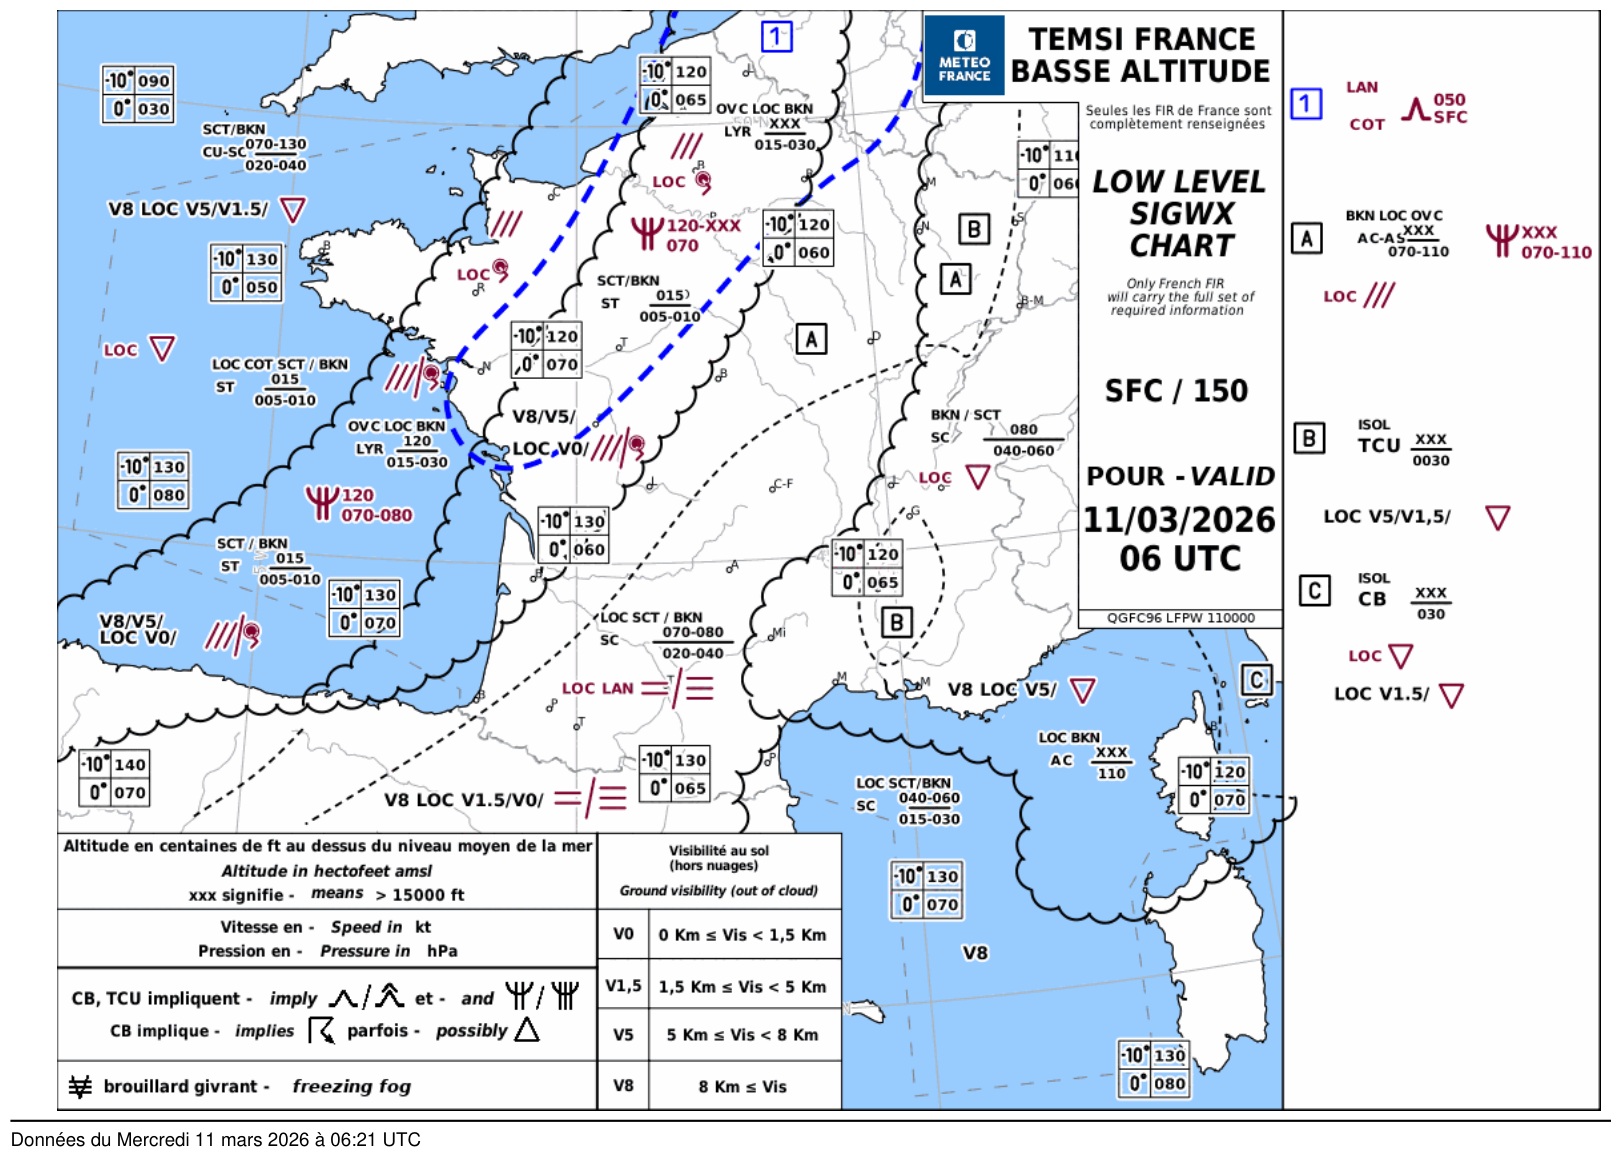 1
METEO
FRANCE
TEMSI FRANCE
BASSE ALTITUDE
Seules les FIR de France sont
complètement renseignées
LOW LEVEL
SIGWX
CHART
Only French FIR
will carry the full set of
required information
SFC / 150
POUR - VALID
11/03/2026
06 UTC
QGFC96 LFPW 110000
1
LAN
COT
050
SFC
A
BKN LOC OVC
AC-AS XXX
070-110
XXX
070-110
LOC
B
ISOL
TCU XXX
0030
LOC V5/V1,5/
C
ISOL
CB XXX
030
LOC
LOC V1.5/
-10° 090
0° 030
SCT/BKN
CU-SC 070-130
020-040
V8 LOC V5/V1.5/
-10° 130
0° 050
LOC
LOC COT SCT / BKN
ST 015
005-010
-10° 130
0° 080
OVC LOC BKN
LYR 120
015-030
120
070-080
SCT / BKN
ST 015
005-010
-10° 130
0° 070
V8/V5/
LOC V0/
-10° 140
0° 070
-10° 120
0° 065
OVC LOC BKN
LYR XXX
015-030
LOC
120-XXX
070
-10° 120
0° 060
LOC
SCT/BKN
ST 015
005-010
-10° 120
0° 070
V8/V5/
LOC V0/
-10° 130
0° 060
A
B
A
-10° 110
0° 060
BKN / SCT
SC 080
040-060
LOC
-10° 120
0° 065
B
LOC SCT / BKN
SC 070-080
020-040
LOC LAN
-10° 130
0° 065
V8 LOC V1.5/V0/
V8 LOC V5/
C
LOC BKN
AC XXX
110
-10° 120
0° 070
LOC SCT/BKN
SC 040-060
015-030
-10° 130
0° 070
V8
-10° 130
0° 080
Altitude en centaines de ft au dessus du niveau moyen de la mer
Altitude in hectofeet amsl
xxx signifie - means > 15000 ft
Vitesse en - Speed in kt
Pression en - Pressure in hPa
CB, TCU impliquent - imply / et - and /
CB implique - implies parfois - possibly
brouillard givrant - freezing fog
Visibilité au sol
(hors nuages)
Ground visibility (out of cloud)
V0 0 Km ≤ Vis < 1,5 Km
V1,5 1,5 Km ≤ Vis < 5 Km
V5 5 Km ≤ Vis < 8 Km
V8 8 Km ≤ Vis
Données du Mercredi 11 mars 2026 à 06:21 UTC